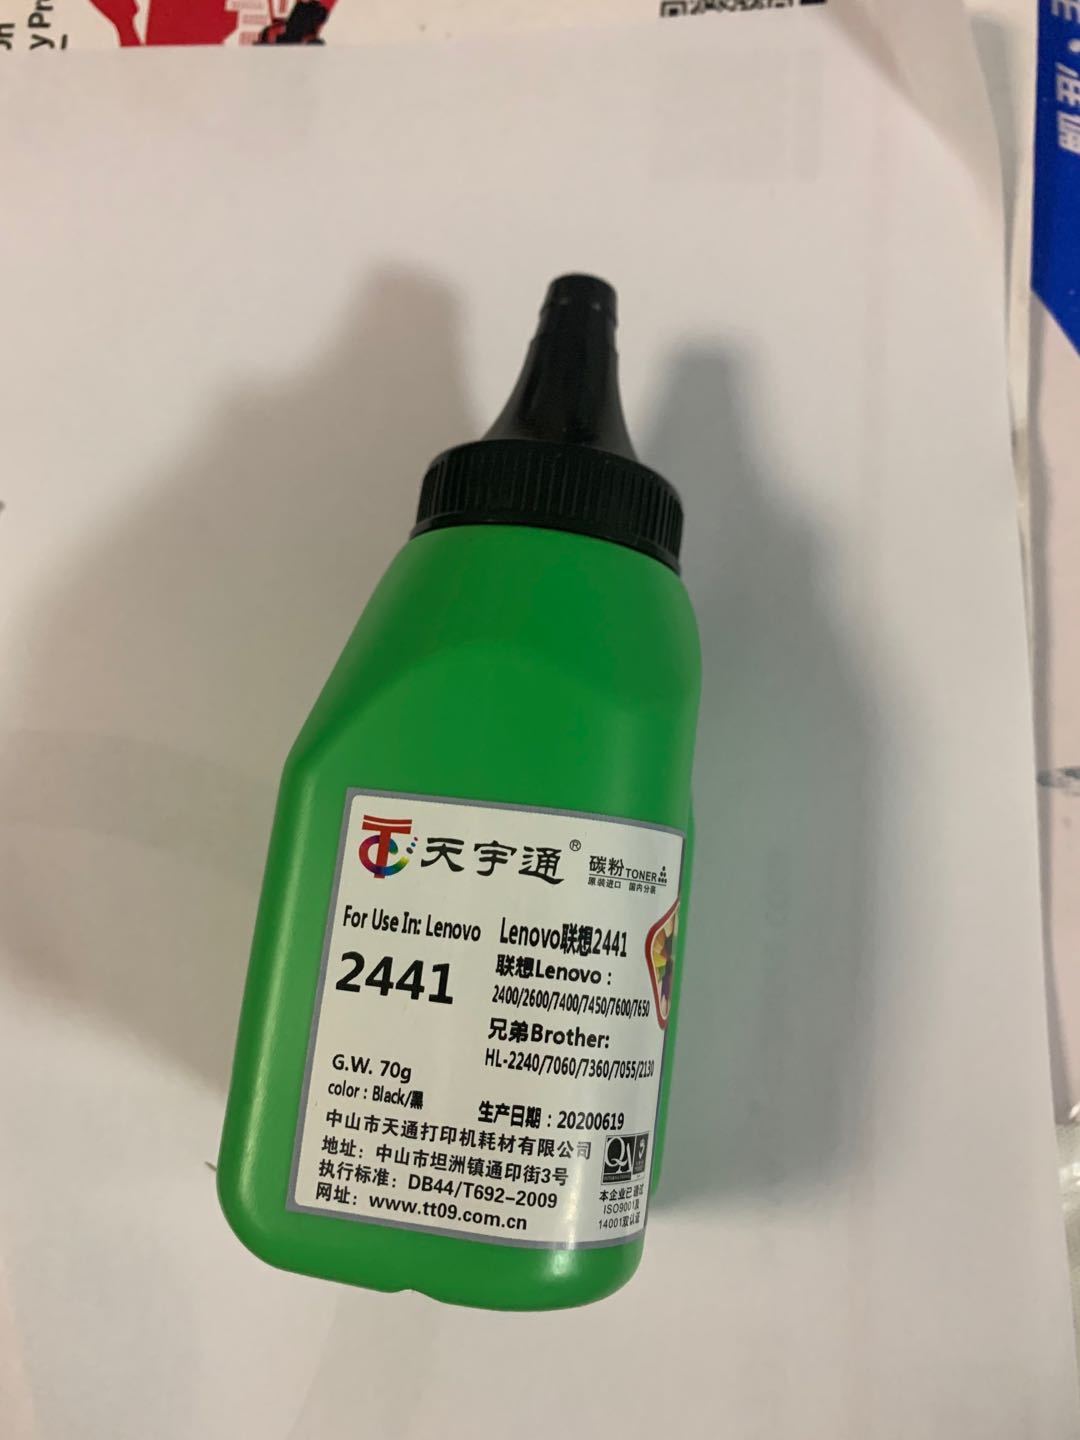 y Pr
天宇通®
碳粉TONER
原装进口 国内分装
For Use In: Lenovo
2441
Lenovo联想2441
联想Lenovo：
2400/2600/7400/7450/7600/7650
兄弟Brother:
HL-2240/7060/7360/7055/2130
G.W. 70g
color：Black/黑
生产日期：20200619
中山市天通打印机耗材有限公司
地址：中山市坦洲镇通印街3号
执行标准：DB44/T692-2009
网址：www.tt09.com.cn
本企业已通过
ISO9001及
14001双认证